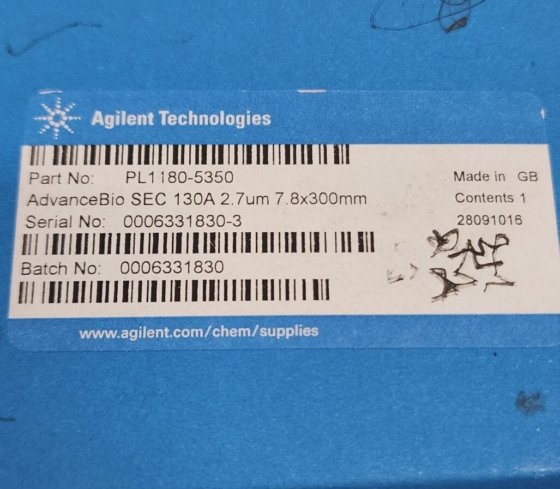 Agilent Technologies
Part No: PL1180-5350
Made in GB
AdvanceBio SEC 130A 2.7um 7.8x300mm
Contents 1
Serial No: 0006331830-3
28091016
Batch No: 0006331830
www.agilent.com/chem/supplies